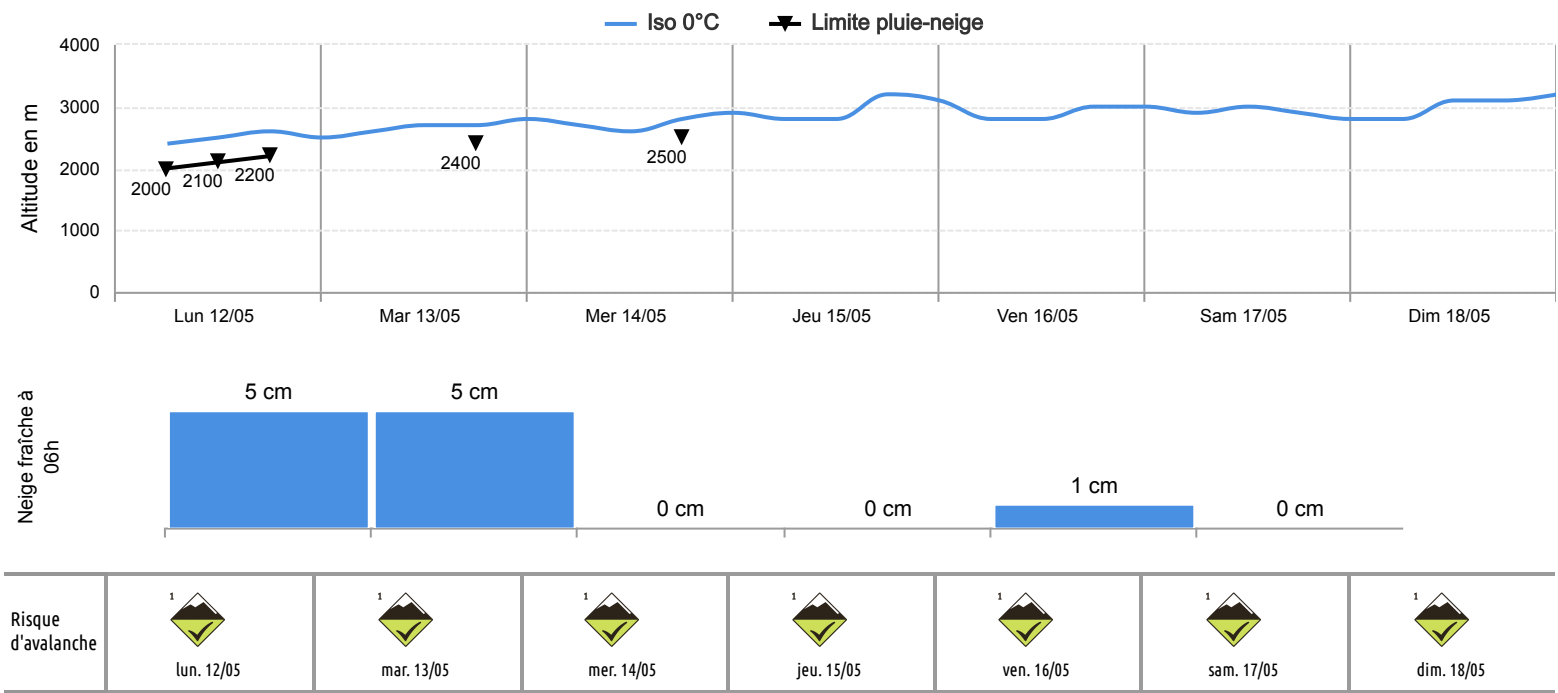 Iso 0°C Limite pluie-neige
Altitude en m
4000
3000
2000
1000
0
2000 2100 2200 2400 2500
Lun 12/05 Mar 13/05 Mer 14/05 Jeu 15/05 Ven 16/05 Sam 17/05 Dim 18/05
Neige fraîche à
06h
5 cm 5 cm 0 cm 0 cm 1 cm 0 cm
Risque
d'avalanche
1 1 1 1 1 1 1
lun. 12/05 mar. 13/05 mer. 14/05 jeu. 15/05 ven. 16/05 sam. 17/05 dim. 18/05